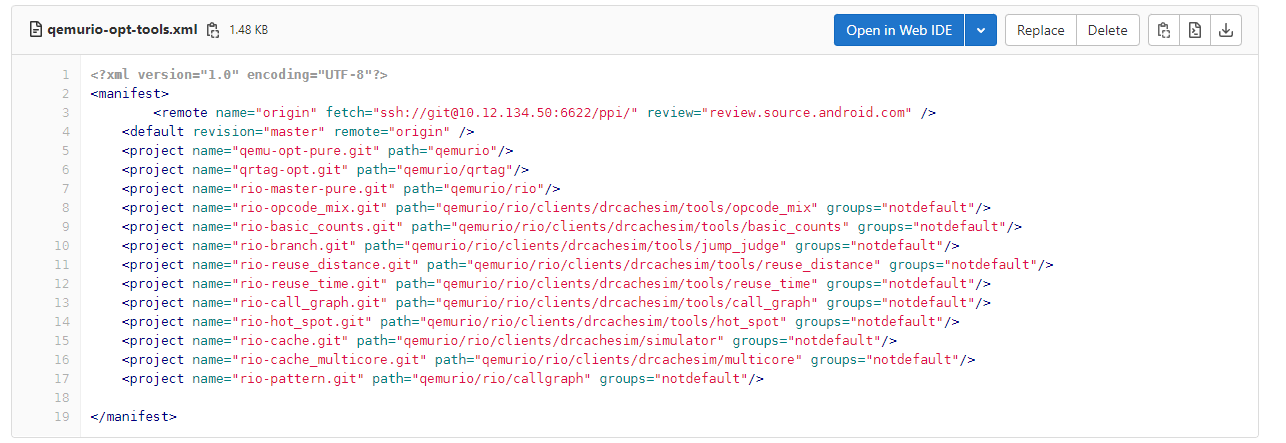 qemurio-opt-tools.xml 1.48 KB Open in Web IDE Replace Delete
1 <?xml version="1.0" encoding="UTF-8"?>
2 <manifest>
3 <remote name="origin" fetch="ssh://git@10.12.134.50:6622/ppi/" review="review.source.android.com" />
4 <default revision="master" remote="origin" />
5 <project name="qemu-opt-pure.git" path="qemurio"/>
6 <project name="qrtag-opt.git" path="qemurio/qrtag"/>
7 <project name="rio-master-pure.git" path="qemurio/rio"/>
8 <project name="rio-opcode_mix.git" path="qemurio/rio/clients/drcachesim/tools/opcode_mix" groups="notdefault"/>
9 <project name="rio-basic_counts.git" path="qemurio/rio/clients/drcachesim/tools/basic_counts" groups="notdefault"/>
10 <project name="rio-branch.git" path="qemurio/rio/clients/drcachesim/tools/jump_judge" groups="notdefault"/>
11 <project name="rio-reuse_distance.git" path="qemurio/rio/clients/drcachesim/tools/reuse_distance" groups="notdefault"/>
12 <project name="rio-reuse_time.git" path="qemurio/rio/clients/drcachesim/tools/reuse_time" groups="notdefault"/>
13 <project name="rio-call_graph.git" path="qemurio/rio/clients/drcachesim/tools/call_graph" groups="notdefault"/>
14 <project name="rio-hot_spot.git" path="qemurio/rio/clients/drcachesim/tools/hot_spot" groups="notdefault"/>
15 <project name="rio-cache.git" path="qemurio/rio/clients/drcachesim/simulator" groups="notdefault"/>
16 <project name="rio-cache_multicore.git" path="qemurio/rio/clients/drcachesim/multicore" groups="notdefault"/>
17 <project name="rio-pattern.git" path="qemurio/rio/callgraph" groups="notdefault"/>
18
19 </manifest>